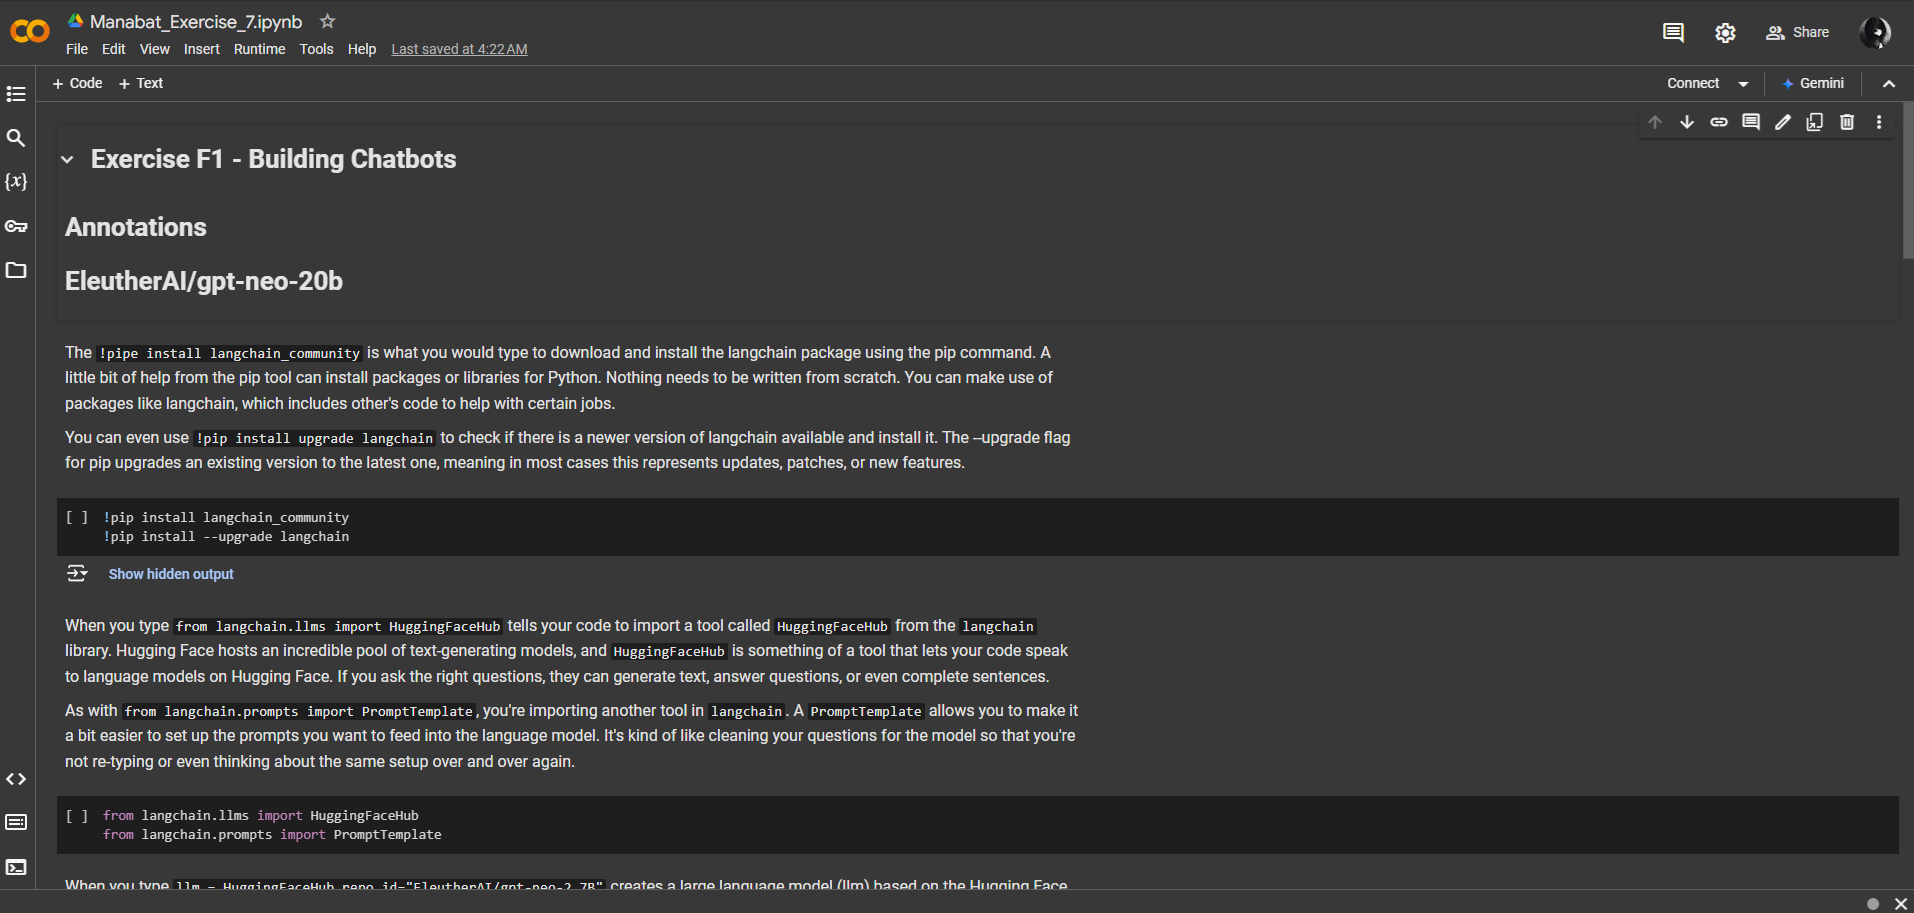 Manabat_Exercise_7.ipynb
File Edit View Insert Runtime Tools Help Last saved at 4:22 AM
Share
+ Code + Text
Connect
Gemini
Exercise F1 - Building Chatbots
Annotations
EleutherAI/gpt-neo-20b
The !pipe install langchain_community is what you would type to download and install the langchain package using the pip command. A
little bit of help from the pip tool can install packages or libraries for Python. Nothing needs to be written from scratch. You can make use of
packages like langchain, which includes other's code to help with certain jobs.
You can even use !pip install upgrade langchain to check if there is a newer version of langchain available and install it. The --upgrade flag
for pip upgrades an existing version to the latest one, meaning in most cases this represents updates, patches, or new features.
[ ] !pip install langchain_community
!pip install --upgrade langchain
Show hidden output
When you type from langchain.llms import HuggingFaceHub tells your code to import a tool called HuggingFaceHub from the langchain
library. Hugging Face hosts an incredible pool of text-generating models, and HuggingFaceHub is something of a tool that lets your code speak
to language models on Hugging Face. If you ask the right questions, they can generate text, answer questions, or even complete sentences.
As with from langchain.prompts import PromptTemplate, you're importing another tool in langchain. A PromptTemplate allows you to make it
a bit easier to set up the prompts you want to feed into the language model. It's kind of like cleaning your questions for the model so that you're
not re-typing or even thinking about the same setup over and over again.
[ ] from langchain.llms import HuggingFaceHub
from langchain.prompts import PromptTemplate
When you type llm = HuggingFaceHub repo_id="EleutherAI/gpt-neo-2.7B" creates a large language model (llm) based on the Hugging Face